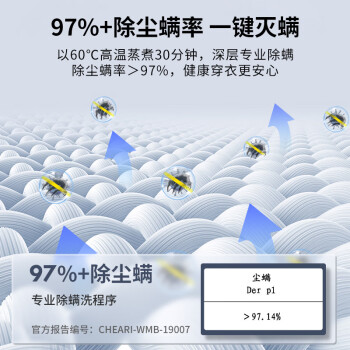 97%+除尘螨率 一键灭螨
以60℃高温蒸煮30分钟，深层专业除螨
除尘螨率＞97%，健康穿衣更安心
97%+除尘螨
专业除螨洗程序
官方报告编号：CHEARI-WMB-19007
尘螨
Der p1
＞97.14%